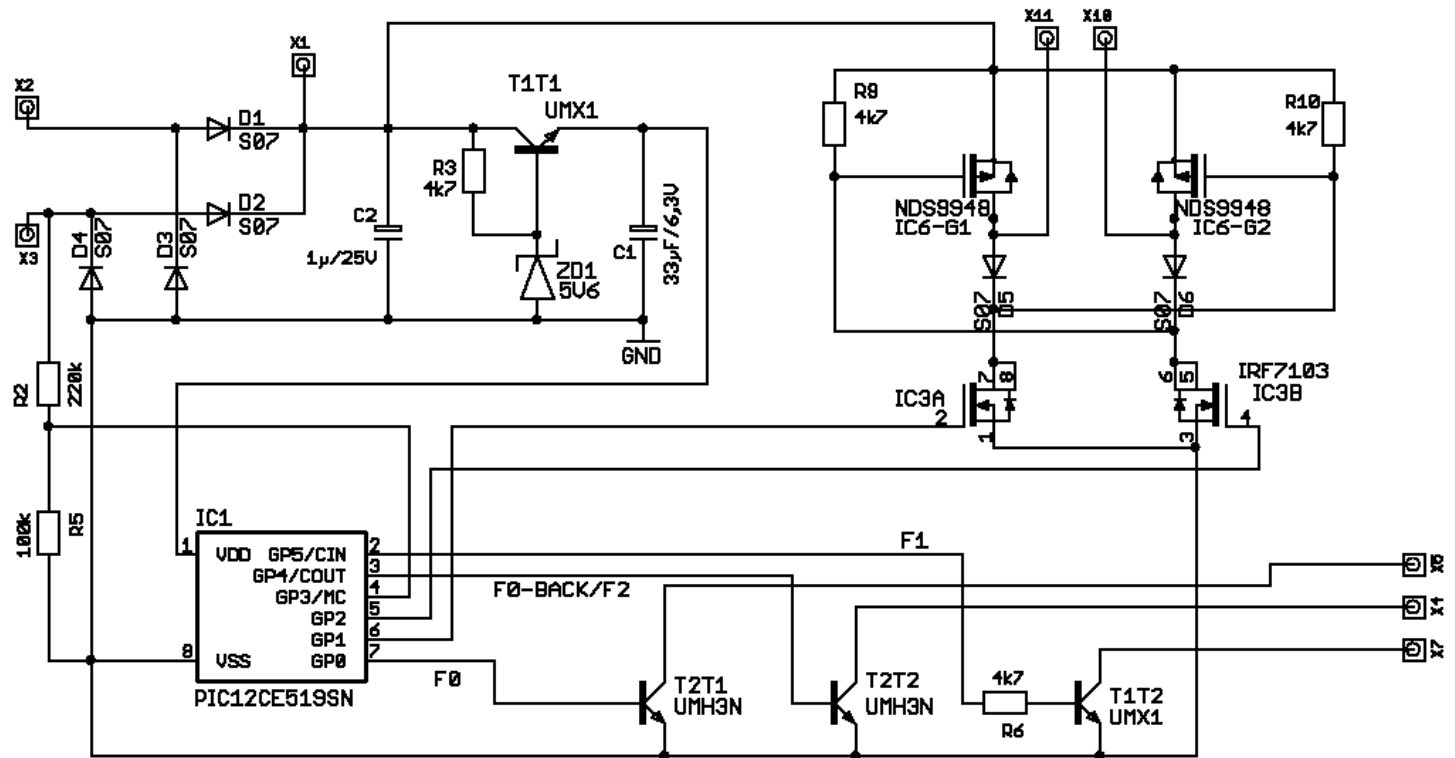 X11
X10
X1
X2
T1T1
UMX1
R9
4k7
R10
4k7
D1
S07
R3
4k7
D2
S07
C2
1µ/25V
C1
33µF/6,3V
NDS9948
IC6-G1
NDS9948
IC6-G2
X3
D4
S07
D3
S07
ZD1
5V6
S07
D5
S07
D6
GND
R2
220k
7
8
6
5
IRF7103
IC3B
IC3A
2
1
3
4
100k
R5
IC1
1
VDD
GP5/CIN
2
F1
GP4/COUT
3
F0-BACK/F2
GP3/MC
4
GP2
5
GP1
6
8
VSS
GP0
7
F0
PIC12CE519SN
X4
X7
T2T1
UMH3N
T2T2
UMH3N
4k7
R6
T1T2
UMX1